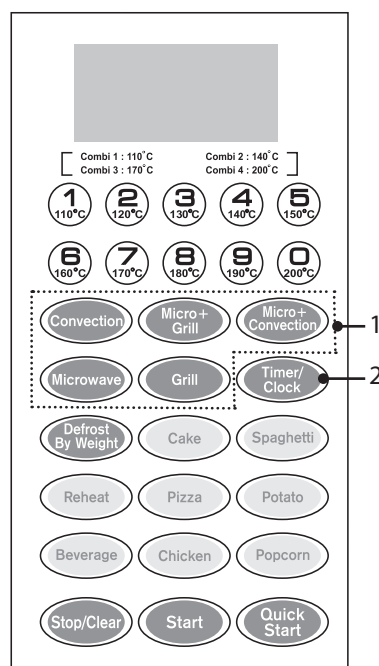 Combi 1 : 110°C Combi 2 : 140°C
Combi 3 : 170°C Combi 4 : 200°C
1 2 3 4 5
110°C 120°C 130°C 140°C 150°C
6 7 8 9 0
160°C 170°C 180°C 190°C 200°C
Convection Micro+ Grill Micro+ Convection 1
Microwave Grill Timer/ Clock 2
Defrost By Weight Cake Spaghetti
Reheat Pizza Potato
Beverage Chicken Popcorn
Stop/Clear Start Quick Start